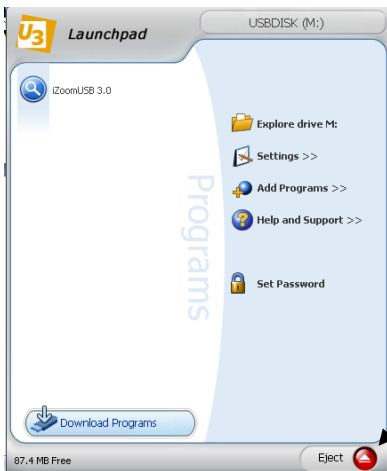 U3 Launchpad
USBDISK (M:)
iZoomUSB 3.0
Explore drive M:
Settings >>
Add Programs >>
Help and Support >>
Set Password
Programs
Download Programs
87.4 MB Free
Eject